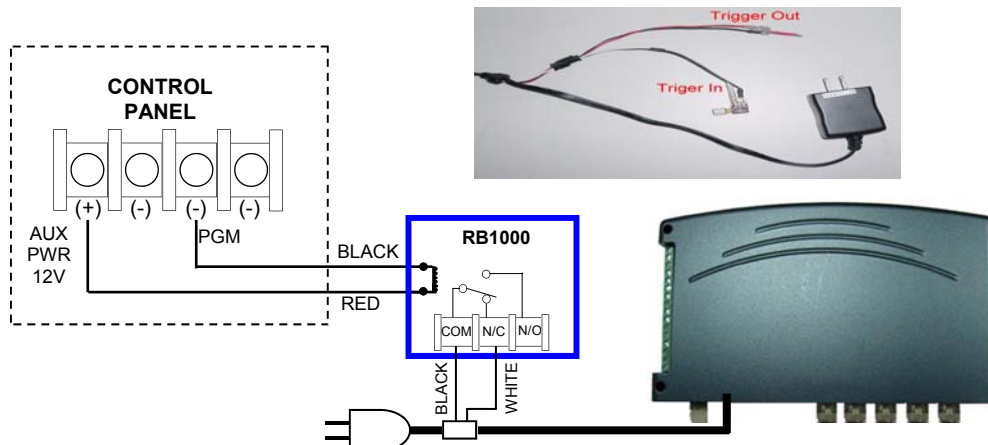 Trigger Out
Triger In
CONTROL
PANEL
(+) (-) (-) (-)
AUX
PWR
12V
PGM
BLACK
RED
RB1000
COM N/C N/O
BLACK
WHITE